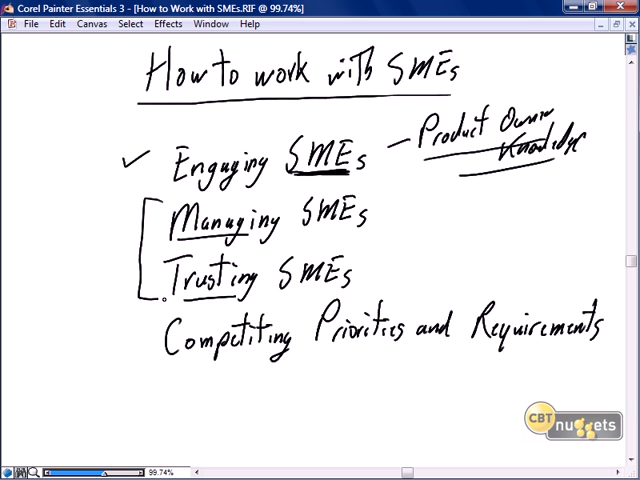 Corel Painter Essentials 3 - [How to Work with SMEs.RIF @ 99.74%]
File Edit Canvas Select Effects Window Help
How to work with SMEs
Engaging SMEs - Product Owner
Knowledge
Managing SMEs
Trusting SMEs
Competiting Priorities and Requirements
CBT nuggets
99.74%